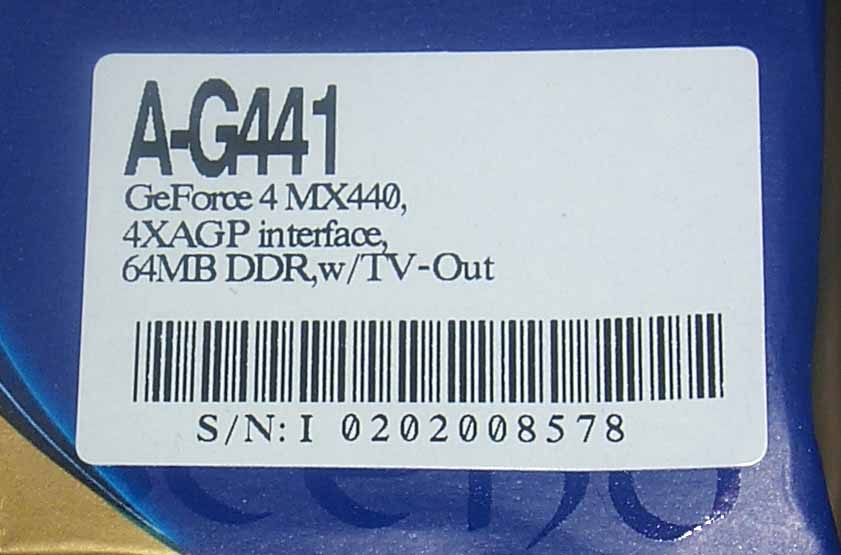 A-G441
GeForce 4 MX440,
4XAGP interface,
64MB DDR,w/TV-Out
S/N: I 0202008578